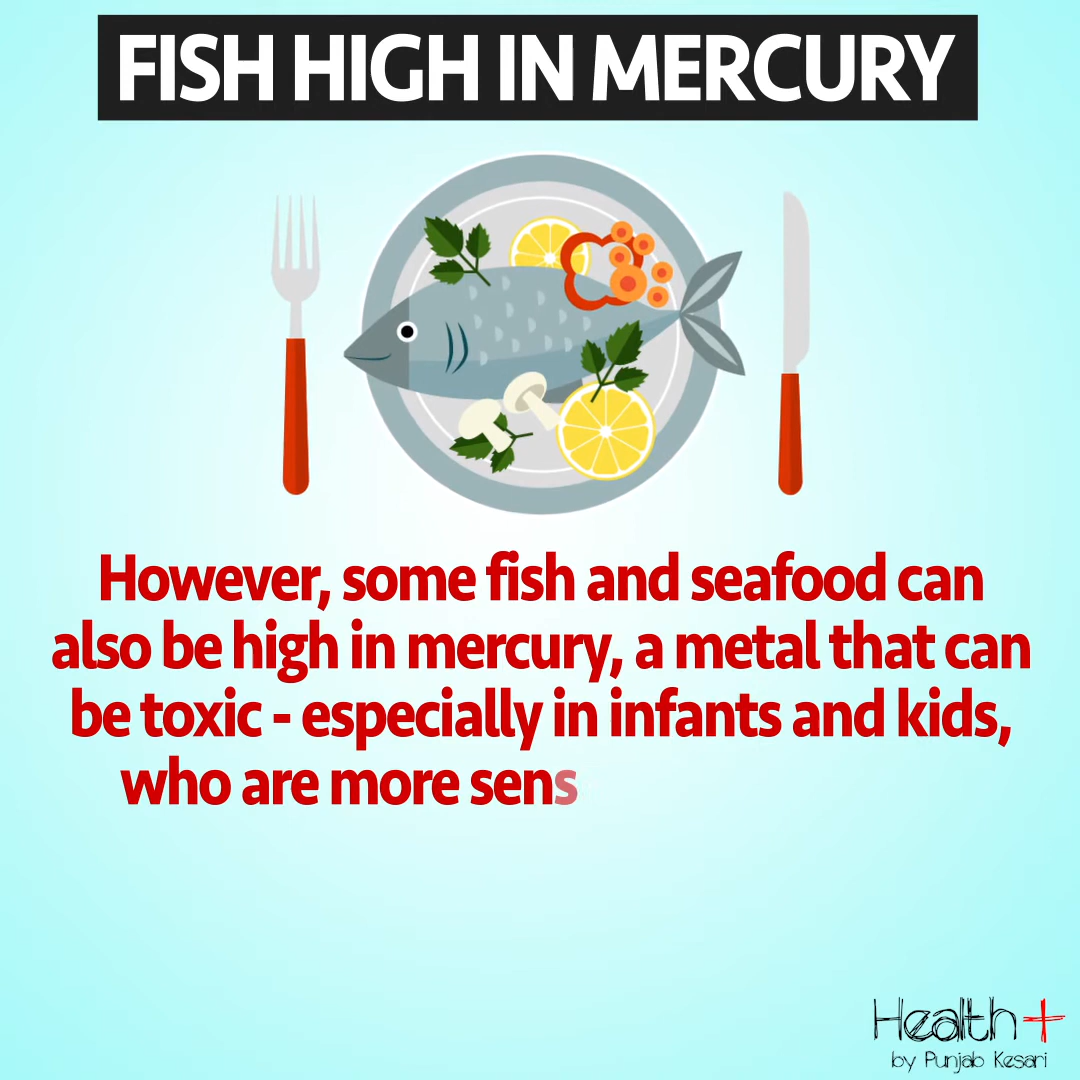 FISH HIGH IN MERCURY
However, some fish and seafood can
also be high in mercury, a metal that can
be toxic - especially in infants and kids,
who are more sens
Health+
by Punjab Kesari